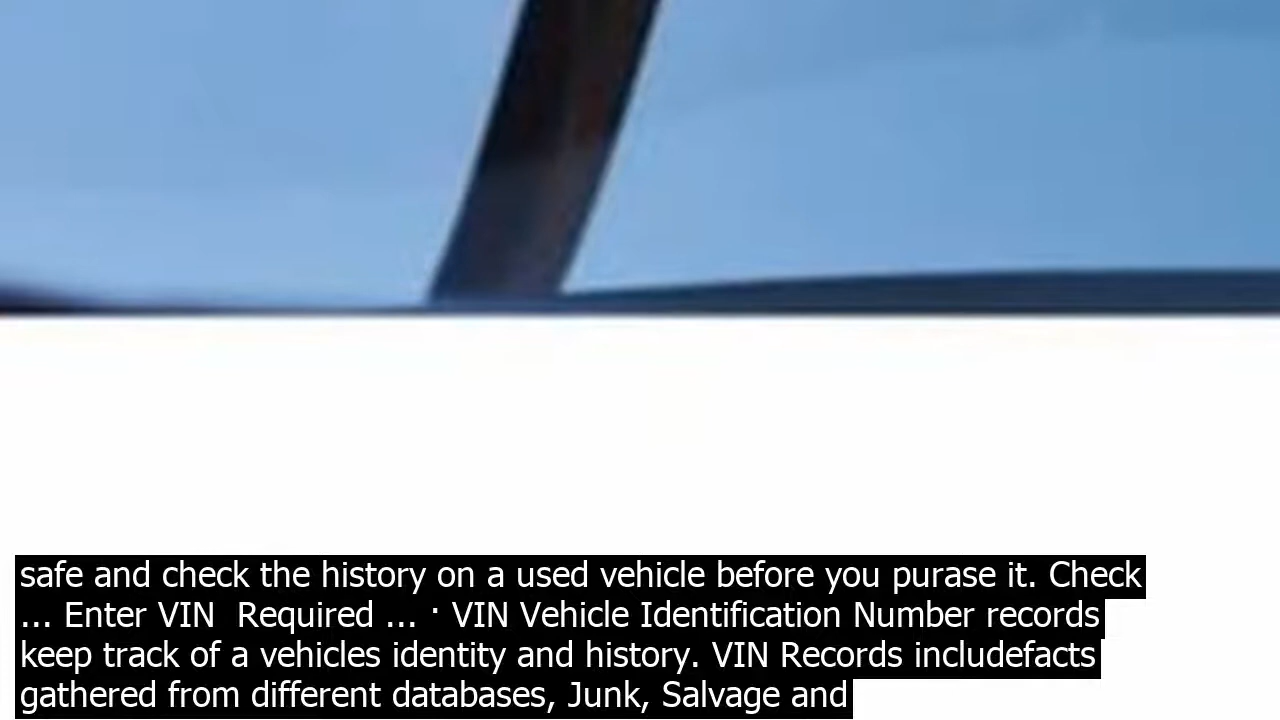 safe and check the history on a used vehicle before you purase it. Check
... Enter VIN  Required ... · VIN Vehicle Identification Number records
keep track of a vehicles identity and history. VIN Records includefacts
gathered from different databases, Junk, Salvage and